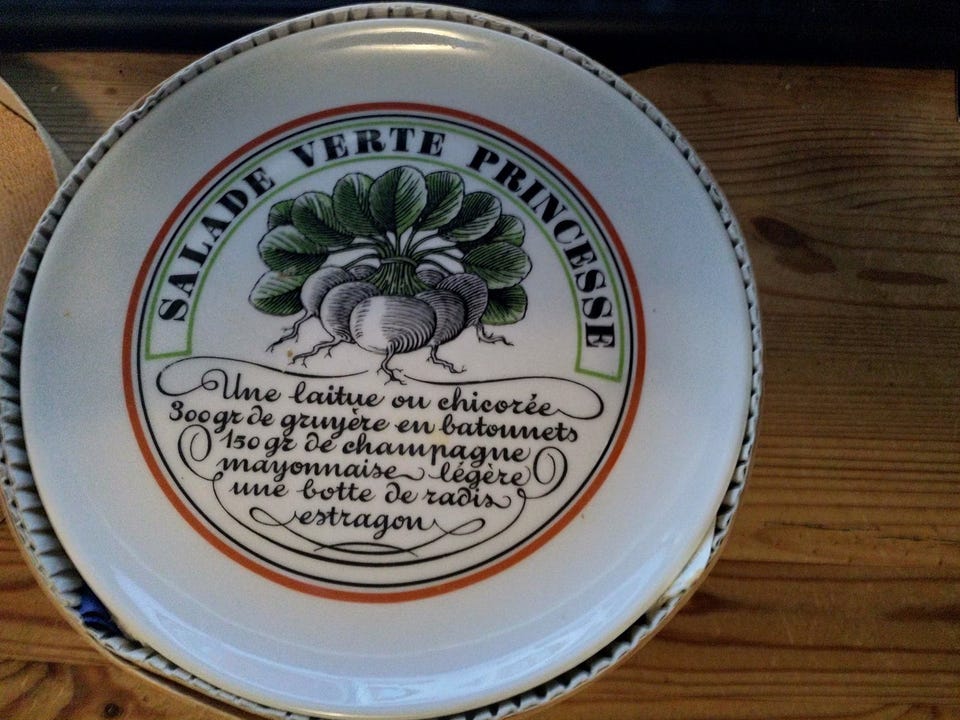 SALADE VERTE PRINCESSE
Une laitue ou chicorée
300gr de gruyère en batonnets
150 gr de champagne
mayonnaise légère
une botte de radis
estragon